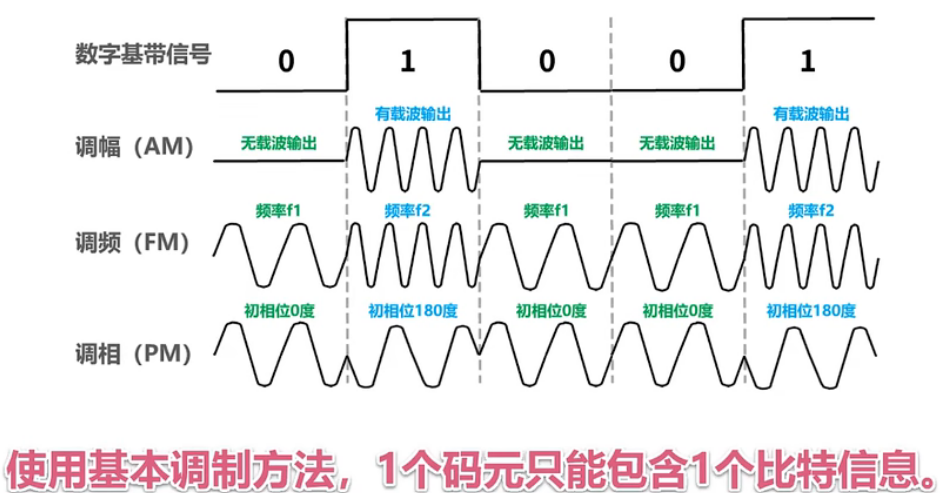 数字基带信号 0 1 0 0 1
有载波输出 有载波输出
调幅（AM） 无载波输出 无载波输出 无载波输出
频率f1 频率f2 频率f1 频率f1 频率f2
调频（FM）
初相位0度 初相位180度 初相位0度 初相位0度 初相位180度
调相（PM）
使用基本调制方法，1个码元只能包含1个比特信息。